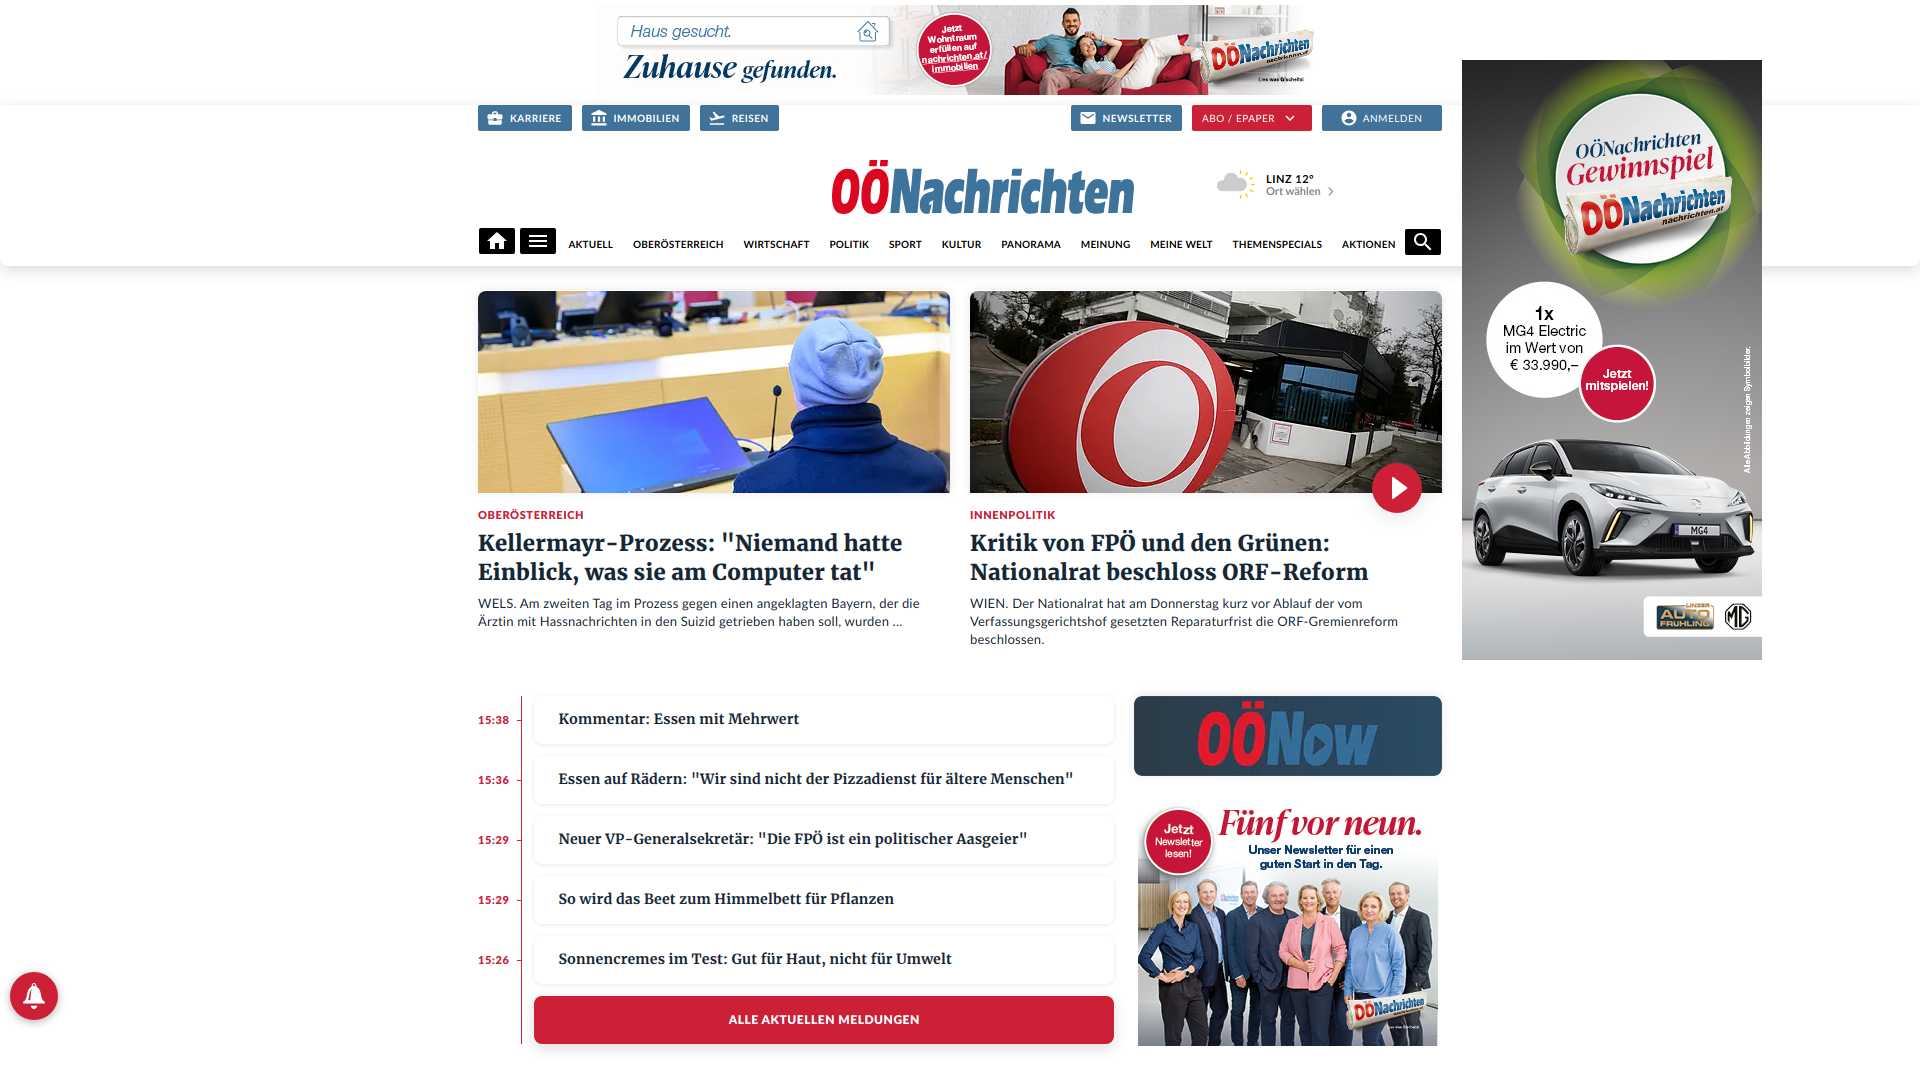 Haus gesucht.
Zuhause gefunden.
Jetzt
Wohntraum
erfüllen auf
nachrichten.at/
immobilien
OÖNachrichten
nachrichten.at
Lies was G'scheits!
KARRIERE
IMMOBILIEN
REISEN
NEWSLETTER
ABO / EPAPER
ANMELDEN
OÖNachrichten
LINZ 12°
Ort wählen
AKTUELL
OBERÖSTERREICH
WIRTSCHAFT
POLITIK
SPORT
KULTUR
PANORAMA
MEINUNG
MEINE WELT
THEMENSPECIALS
AKTIONEN
OÖNachrichten
Gewinnspiel
OÖNachrichten
nachrichten.at
1x
MG4 Electric
im Wert von
€ 33.990,–
Jetzt
mitspielen!
Alle Abbildungen zeigen Symbolbilder.
MG4
LINZER
AUTO
FRÜHLING
MG
OBERÖSTERREICH
Kellermayr-Prozess: "Niemand hatte
Einblick, was sie am Computer tat"
WELS. Am zweiten Tag im Prozess gegen einen angeklagten Bayern, der die
Ärztin mit Hassnachrichten in den Suizid getrieben haben soll, wurden ...
INNENPOLITIK
Kritik von FPÖ und den Grünen:
Nationalrat beschloss ORF-Reform
WIEN. Der Nationalrat hat am Donnerstag kurz vor Ablauf der vom
Verfassungsgerichtshof gesetzten Reparaturfrist die ORF-Gremienreform
beschlossen.
15:38
Kommentar: Essen mit Mehrwert
15:36
Essen auf Rädern: "Wir sind nicht der Pizzadienst für ältere Menschen"
15:29
Neuer VP-Generalsekretär: "Die FPÖ ist ein politischer Aasgeier"
15:29
So wird das Beet zum Himmelbett für Pflanzen
15:26
Sonnencremes im Test: Gut für Haut, nicht für Umwelt
ALLE AKTUELLEN MELDUNGEN
OÖNow
Jetzt
Newsletter
lesen!
Fünf vor neun.
Unser Newsletter für einen
guten Start in den Tag.
OÖNachrichten